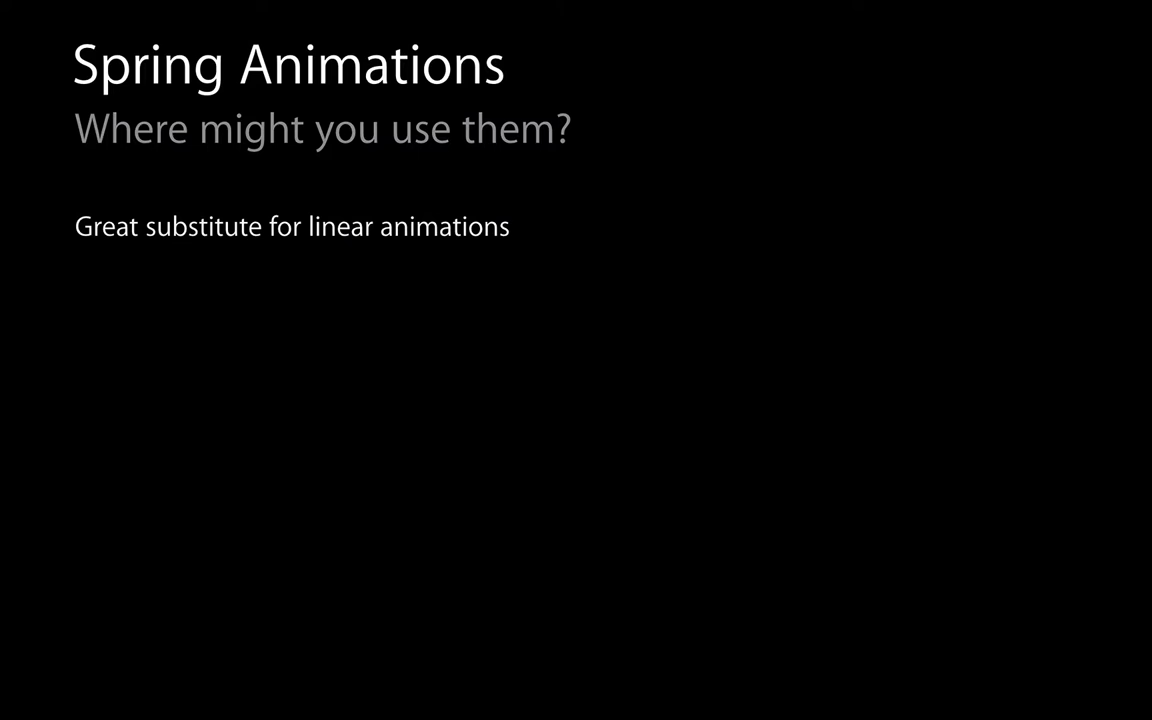 Spring Animations
Where might you use them?
Great substitute for linear animations